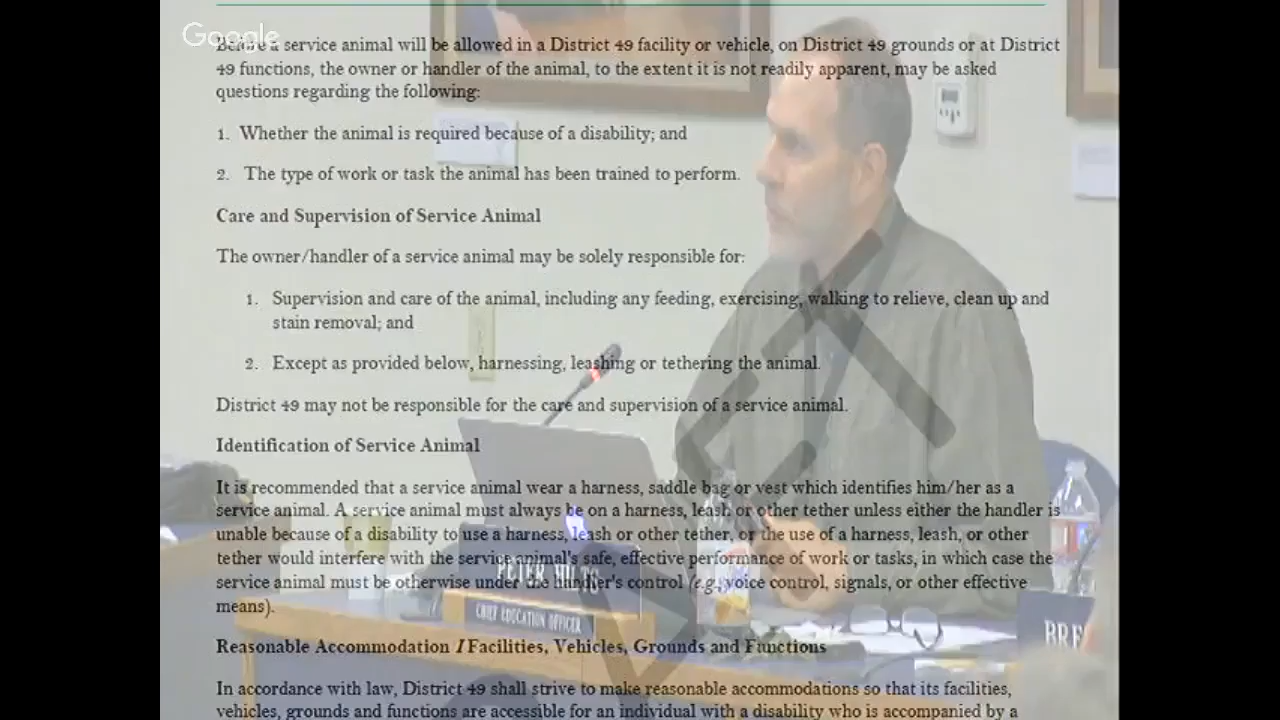 Google
Before a service animal will be allowed in a District 49 facility or vehicle, on District 49 grounds or at District
49 functions, the owner or handler of the animal, to the extent it is not readily apparent, may be asked
questions regarding the following:
1. Whether the animal is required because of a disability; and
2. The type of work or task the animal has been trained to perform.
Care and Supervision of Service Animal
The owner/handler of a service animal may be solely responsible for:
1. Supervision and care of the animal, including any feeding, exercising, walking to relieve, clean up and
stain removal; and
2. Except as provided below, harnessing, leashing or tethering the animal.
District 49 may not be responsible for the care and supervision of a service animal.
Identification of Service Animal
It is recommended that a service animal wear a harness, saddle bag or vest which identifies him/her as a
service animal. A service animal must always be on a harness, leash or other tether unless either the handler is
unable because of a disability to use a harness, leash or other tether, or the use of a harness, leash, or other
tether would interfere with the service animal's safe, effective performance of work or tasks, in which case the
service animal must be otherwise under the handler's control (e.g., voice control, signals, or other effective
means).
PETER
CHIEF EDUCATION OFFICER
BRE
Reasonable Accommodation I Facilities, Vehicles, Grounds and Functions
In accordance with law, District 49 shall strive to make reasonable accommodations so that its facilities,
vehicles, grounds and functions are accessible for an individual with a disability who is accompanied by a